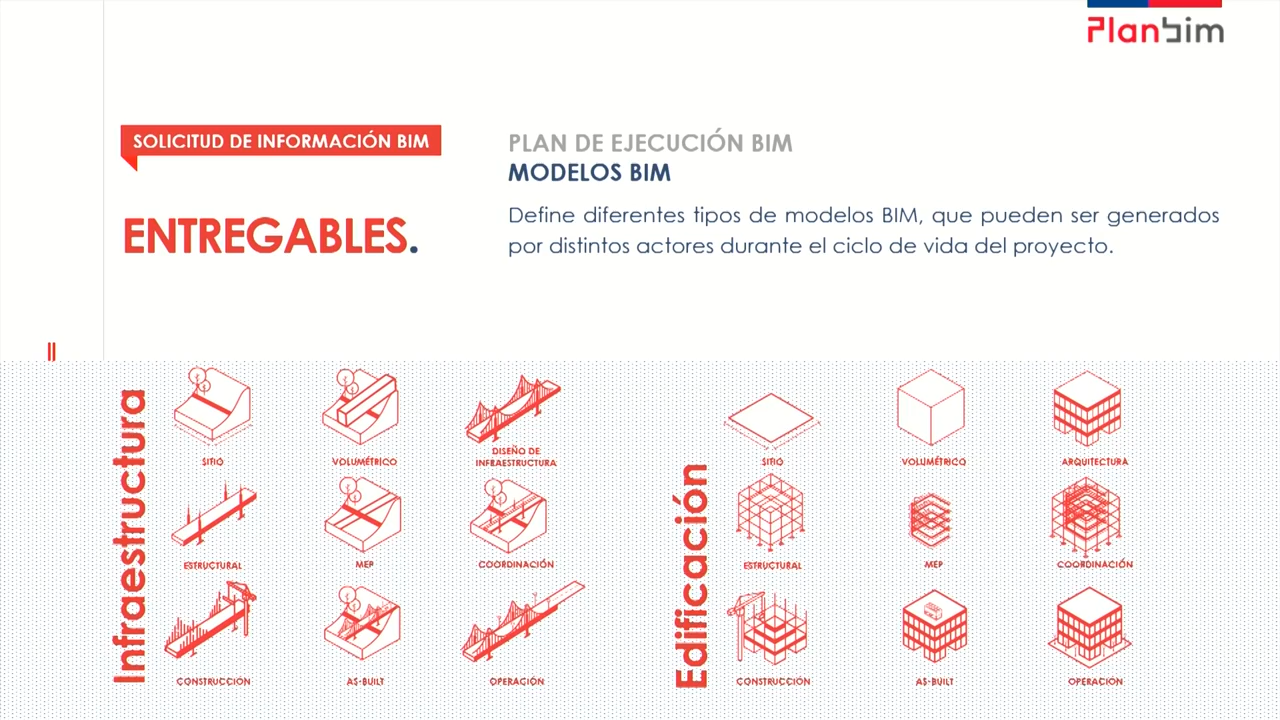 Planbim
SOLICITUD DE INFORMACIÓN BIM
ENTREGABLES.
PLAN DE EJECUCIÓN BIM
MODELOS BIM
Define diferentes tipos de modelos BIM, que pueden ser generados
por distintos actores durante el ciclo de vida del proyecto.
Infraestructura
SITIO
VOLUMÉTRICO
DISEÑO DE
INFRAESTRUCTURA
ESTRUCTURAL
MEP
COORDINACIÓN
CONSTRUCCIÓN
AS-BUILT
OPERACIÓN
Edificación
SITIO
VOLUMÉTRICO
ARQUITECTURA
ESTRUCTURAL
MEP
COORDINACIÓN
CONSTRUCCIÓN
AS-BUILT
OPERACIÓN